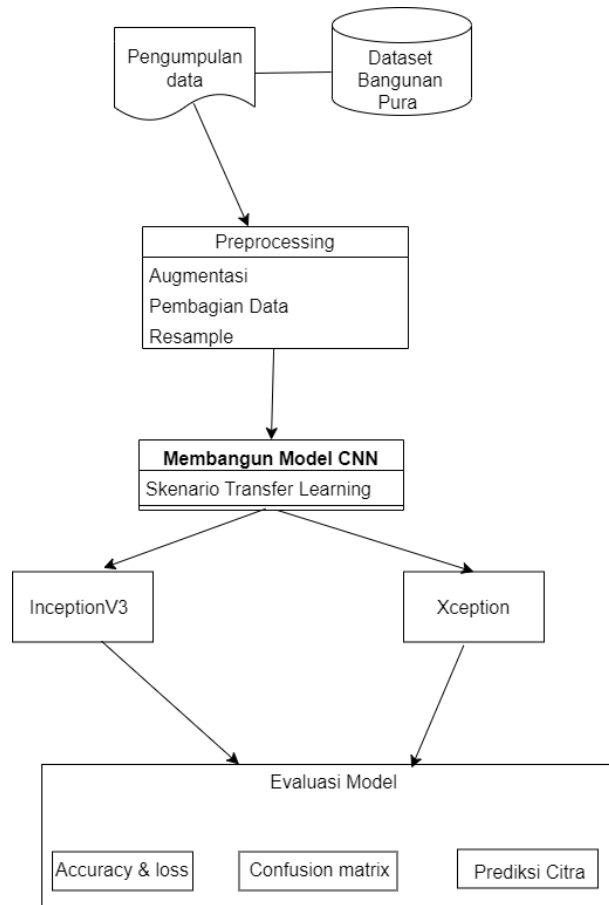 Pengumpulan
data
Dataset
Bangunan
Pura
Preprocessing
Augmentasi
Pembagian Data
Resample
Membangun Model CNN
Skenario Transfer Learning
InceptionV3
Xception
Evaluasi Model
Accuracy & loss
Confusion matrix
Prediksi Citra